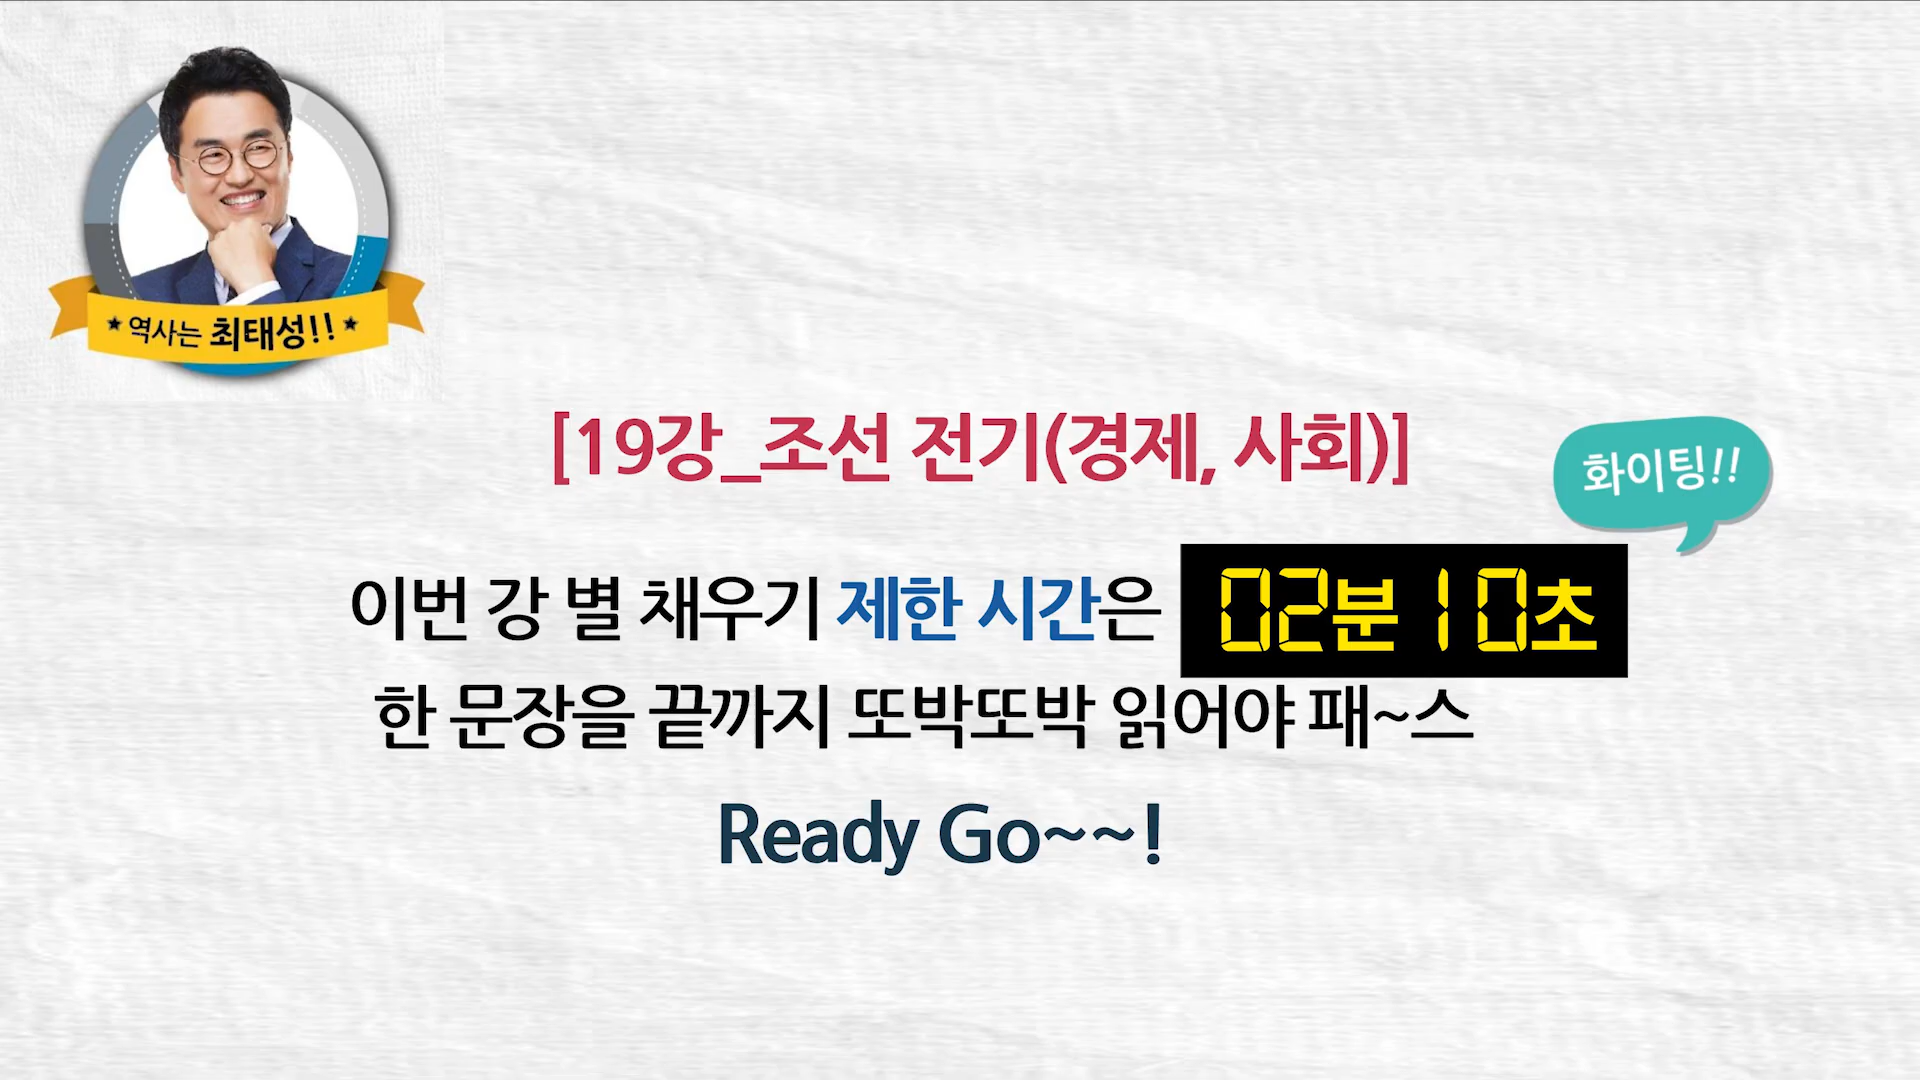 ★ 역사는 최태성!! ★
[19강_조선 전기(경제, 사회)]
화이팅!!
이번 강 별 채우기 제한 시간은 02분 10초
한 문장을 끝까지 또박또박 읽어야 패~스
Ready Go~~!